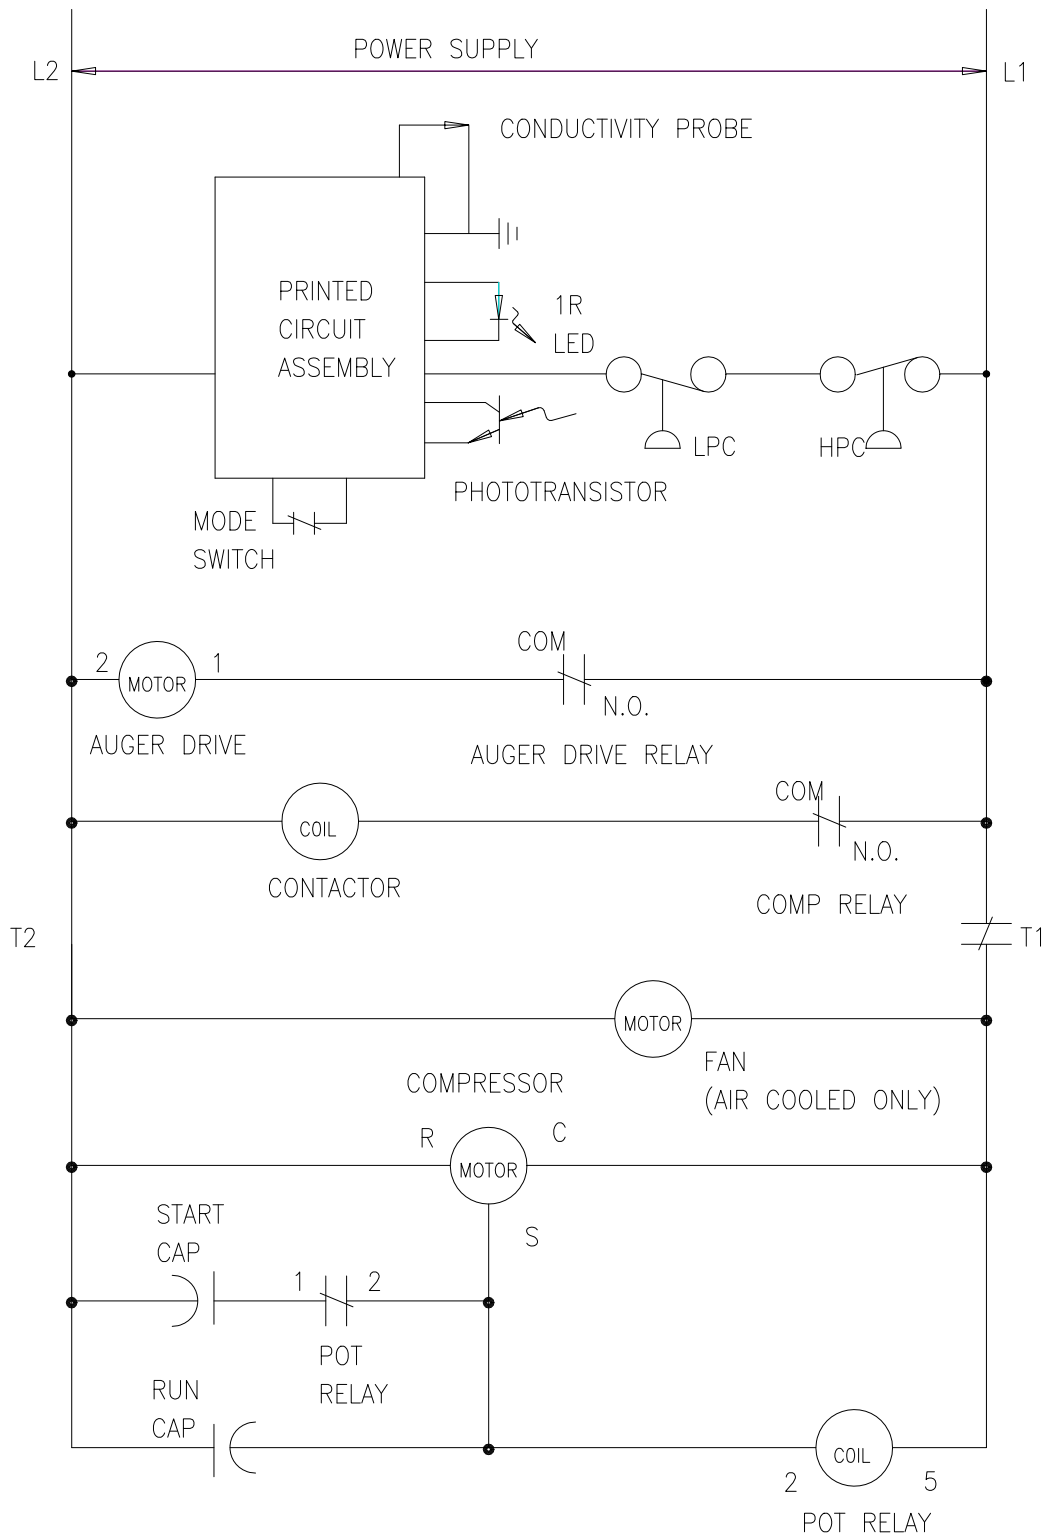 POWER SUPPLY
L2
L1
CONDUCTIVITY PROBE
PRINTED
CIRCUIT
ASSEMBLY
1R
LED
LPC
HPC
PHOTOTRANSISTOR
MODE
SWITCH
COM
2
MOTOR
1
N.O.
AUGER DRIVE
AUGER DRIVE RELAY
COM
COIL
N.O.
CONTACTOR
COMP RELAY
T2
T1
MOTOR
FAN
(AIR COOLED ONLY)
COMPRESSOR
R
C
MOTOR
S
START
CAP
1
2
POT
RELAY
RUN
CAP
COIL
2
5
POT RELAY